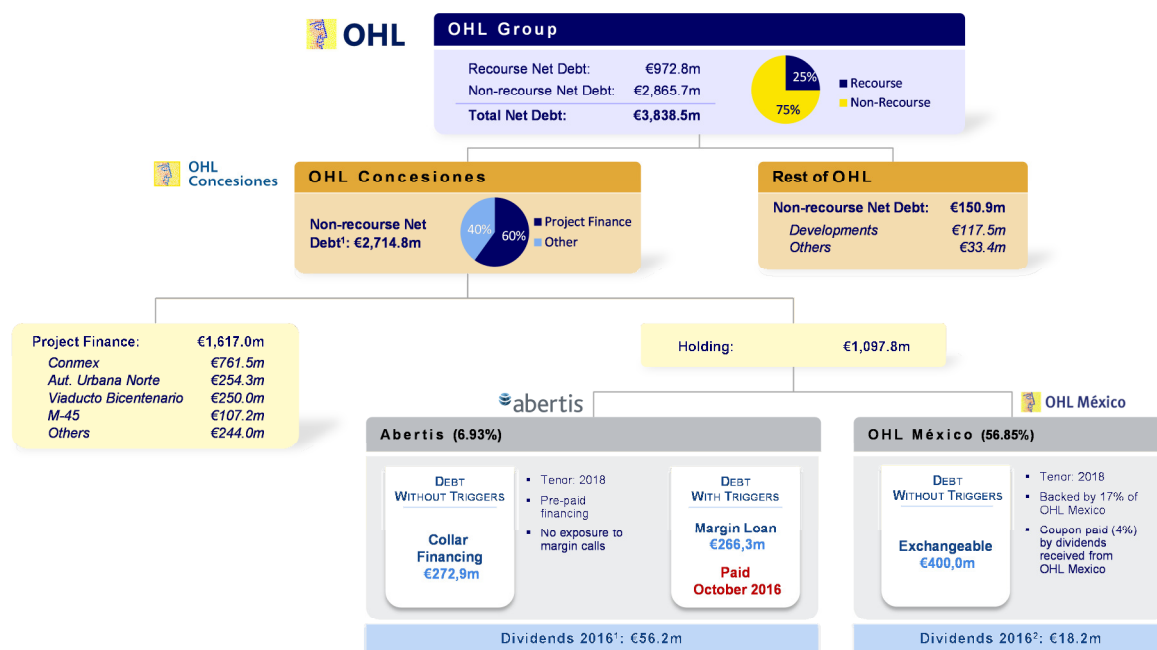 OHL
OHL Group
Recourse Net Debt: €972.8m
Non-recourse Net Debt: €2,865.7m
Total Net Debt: €3,838.5m
25%
75%
Recourse
Non-Recourse
OHL
Concesiones
OHL Concesiones
Non-recourse Net
Debt¹: €2,714.8m
40%
60%
Project Finance
Other
Rest of OHL
Non-recourse Net Debt: €150.9m
Developments €117.5m
Others €33.4m
Project Finance: €1,617.0m
Conmex €761.5m
Aut. Urbana Norte €254.3m
Viaducto Bicentenario €250.0m
M-45 €107.2m
Others €244.0m
Holding: €1,097.8m
abertis
Abertis (6.93%)
DEBT
WITHOUT TRIGGERS
Collar
Financing
€272,9m
▪ Tenor: 2018
▪ Pre-paid
financing
▪ No exposure to
margin calls
DEBT
WITH TRIGGERS
Margin Loan
€266,3m
Paid
October 2016
Dividends 2016¹: €56.2m
OHL México
OHL México (56.85%)
DEBT
WITHOUT TRIGGERS
Exchangeable
€400,0m
▪ Tenor: 2018
▪ Backed by 17% of
OHL Mexico
▪ Coupon paid (4%)
by dividends
received from
OHL Mexico
Dividends 2016²: €18.2m